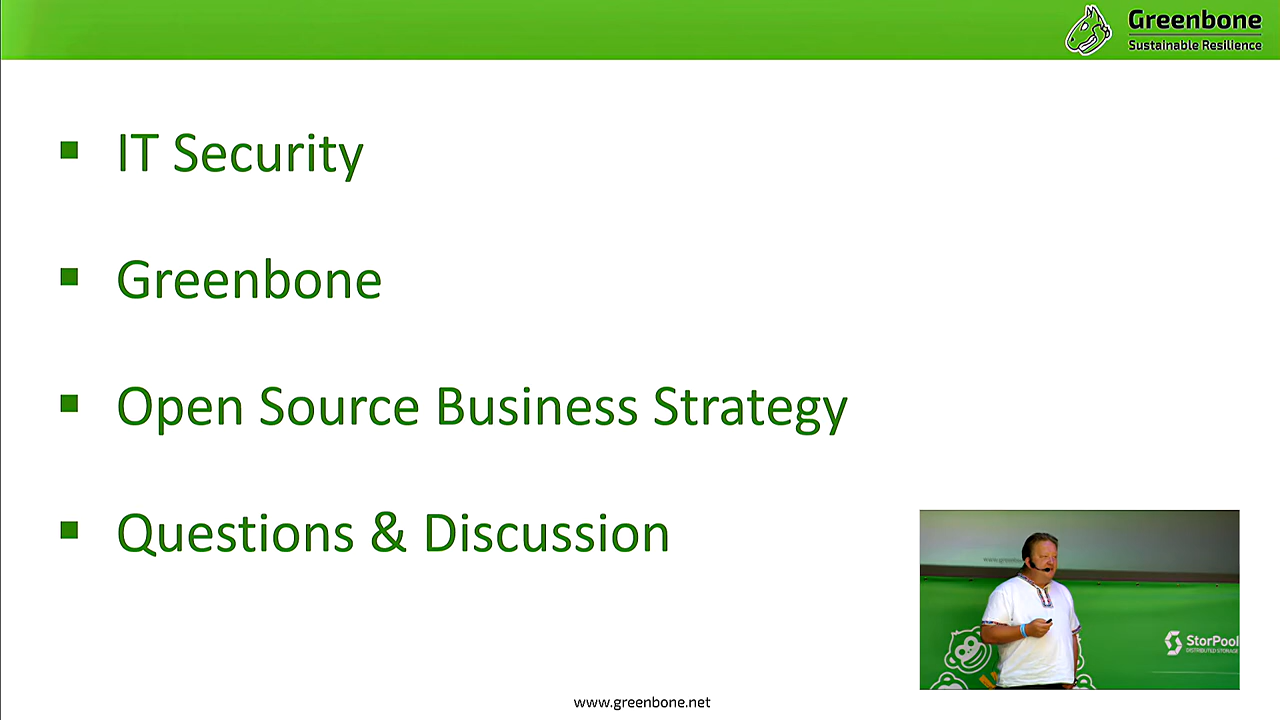 Greenbone
Sustainable Resilience
▪ IT Security
▪ Greenbone
▪ Open Source Business Strategy
▪ Questions & Discussion
StorPool
DISTRIBUTED STORAGE
www.greenbone.net